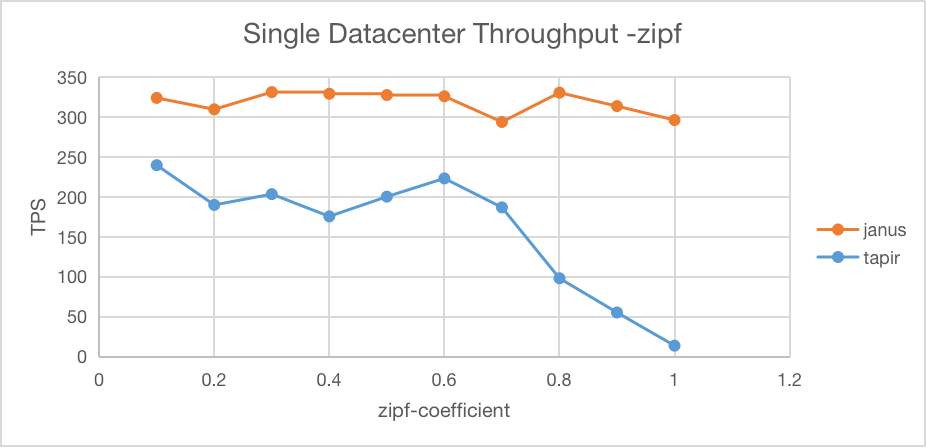 Single Datacenter Throughput -zipf
350
300
250
200
150
100
50
0
TPS
0 0.2 0.4 0.6 0.8 1 1.2
zipf-coefficient
janus
tapir